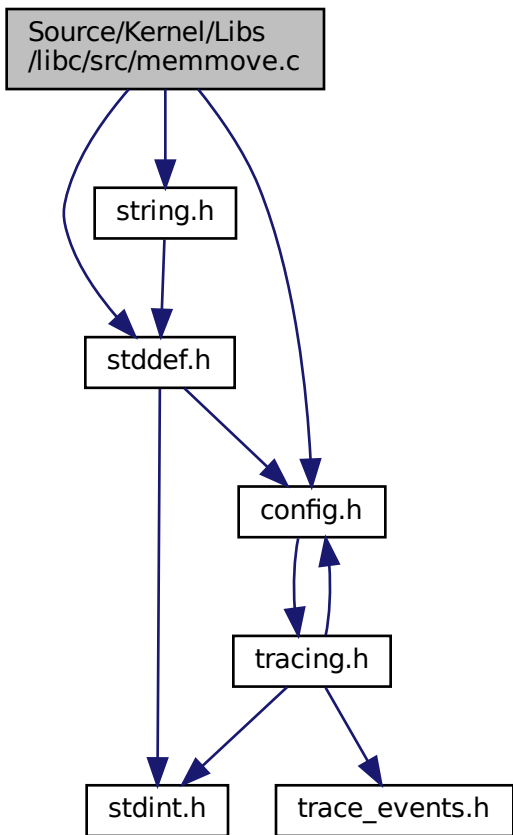 Source/Kernel/Libs
/libc/src/memmove.c
string.h
stddef.h
config.h
tracing.h
stdint.h
trace_events.h